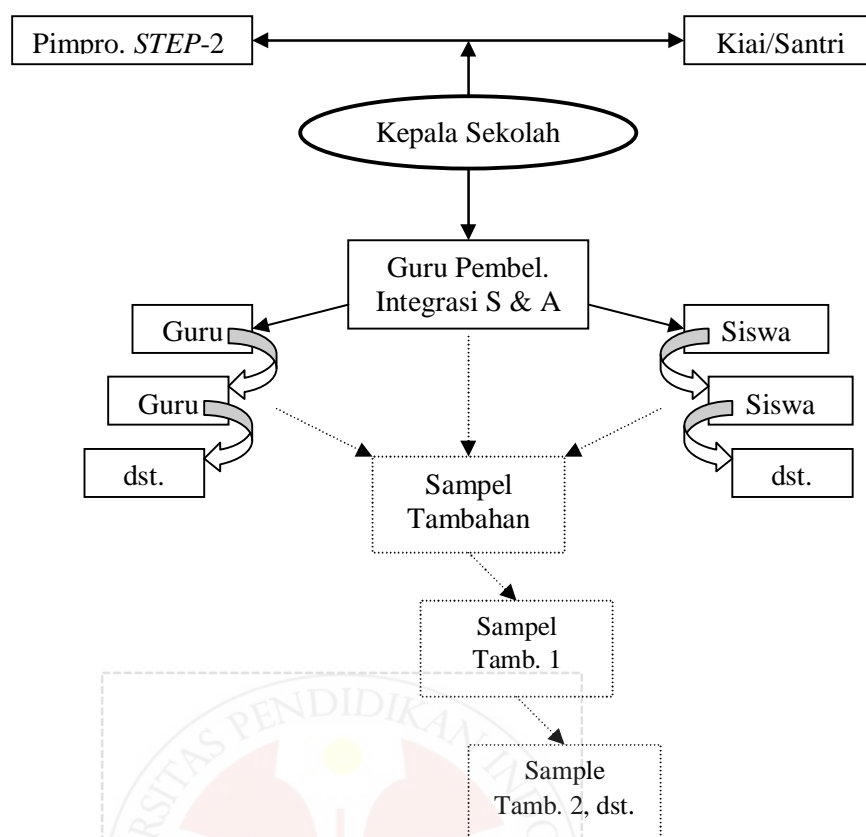 Pimpro. STEP-2
Kiai/Santri
Kepala Sekolah
Guru Pembel.
Integrasi S & A
Guru
Siswa
Guru
Siswa
dst.
dst.
Sampel
Tambahan
Sampel
Tamb. 1
Sample
Tamb. 2, dst.
PENDIDIKAN